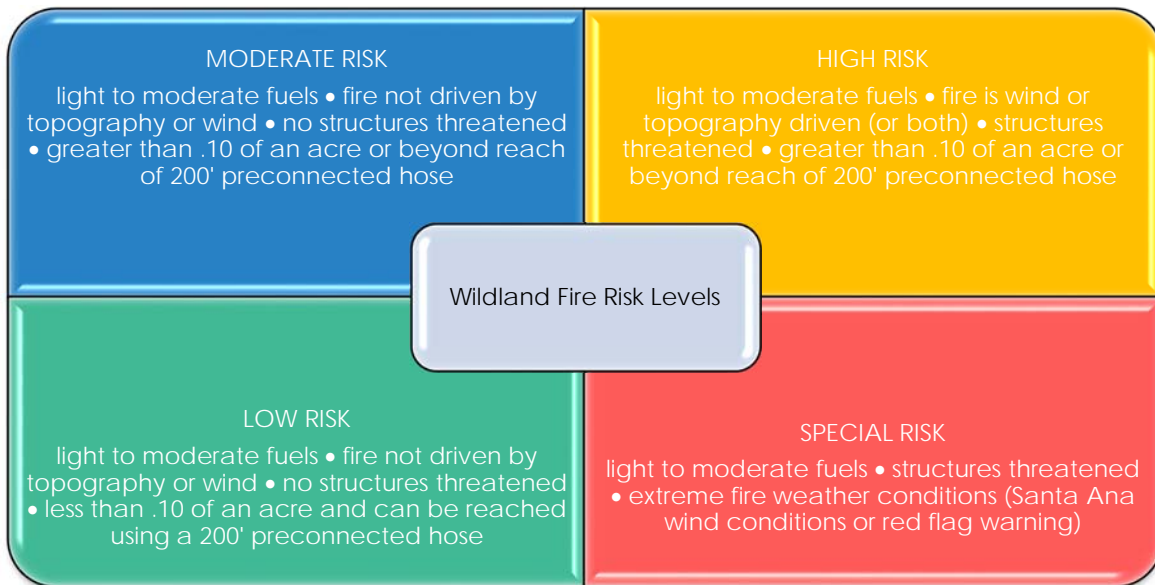 MODERATE RISK
light to moderate fuels • fire not driven by
topography or wind • no structures threatened
• greater than .10 of an acre or beyond reach
of 200' preconnected hose
HIGH RISK
light to moderate fuels • fire is wind or
topography driven (or both) • structures
threatened • greater than .10 of an acre or
beyond reach of 200' preconnected hose
Wildland Fire Risk Levels
LOW RISK
light to moderate fuels • fire not driven by
topography or wind • no structures threatened
• less than .10 of an acre and can be reached
using a 200' preconnected hose
SPECIAL RISK
light to moderate fuels • structures threatened
• extreme fire weather conditions (Santa Ana
wind conditions or red flag warning)